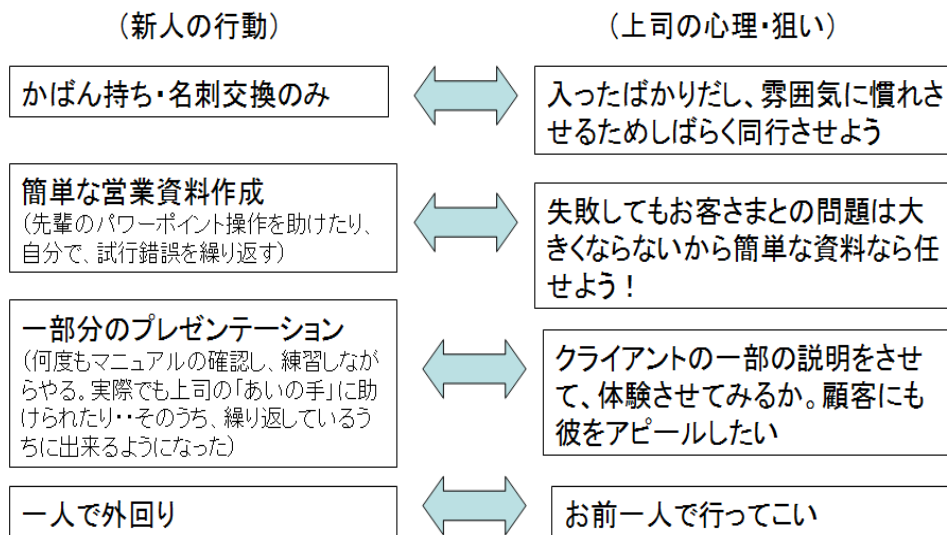 (新人の行動)
(上司の心理・狙い)
かばん持ち・名刺交換のみ
入ったばかりだし、雰囲気に慣れさ
せるためしばらく同行させよう
簡単な営業資料作成
(先輩のパワーポイント操作を助けたり、
自分で、試行錯誤を繰り返す)
失敗してもお客さまとの問題は大
きくならないから簡単な資料なら任
せよう！
一部分のプレゼンテーション
(何度もマニュアルの確認し、練習しなが
らやる。実際でも上司の「あいの手」に助
けられたり・・そのうち、繰り返しているう
ちに出来るようになった)
クライアントの一部の説明をさせ
て、体験させてみるか。顧客にも
彼をアピールしたい
一人で外回り
お前一人で行ってこい